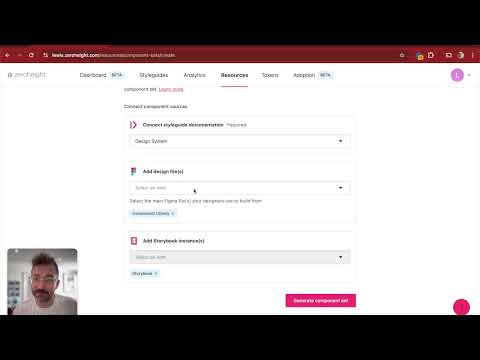 lewis.zeroheight.com/resources/component-sets/create
zeroheight
Dashboard BETA Styleguides Analytics Resources Tokens Adoption BETA L
component set. Learn more.
Connect component sources.
Connect styleguide documentation *Required
Design System
Add design file(s)
Select an item
Select the main Figma file(s) your designers use to build from
Component Library ×
Add Storybook instance(s)
Select an item
Storybook ×
Generate component set